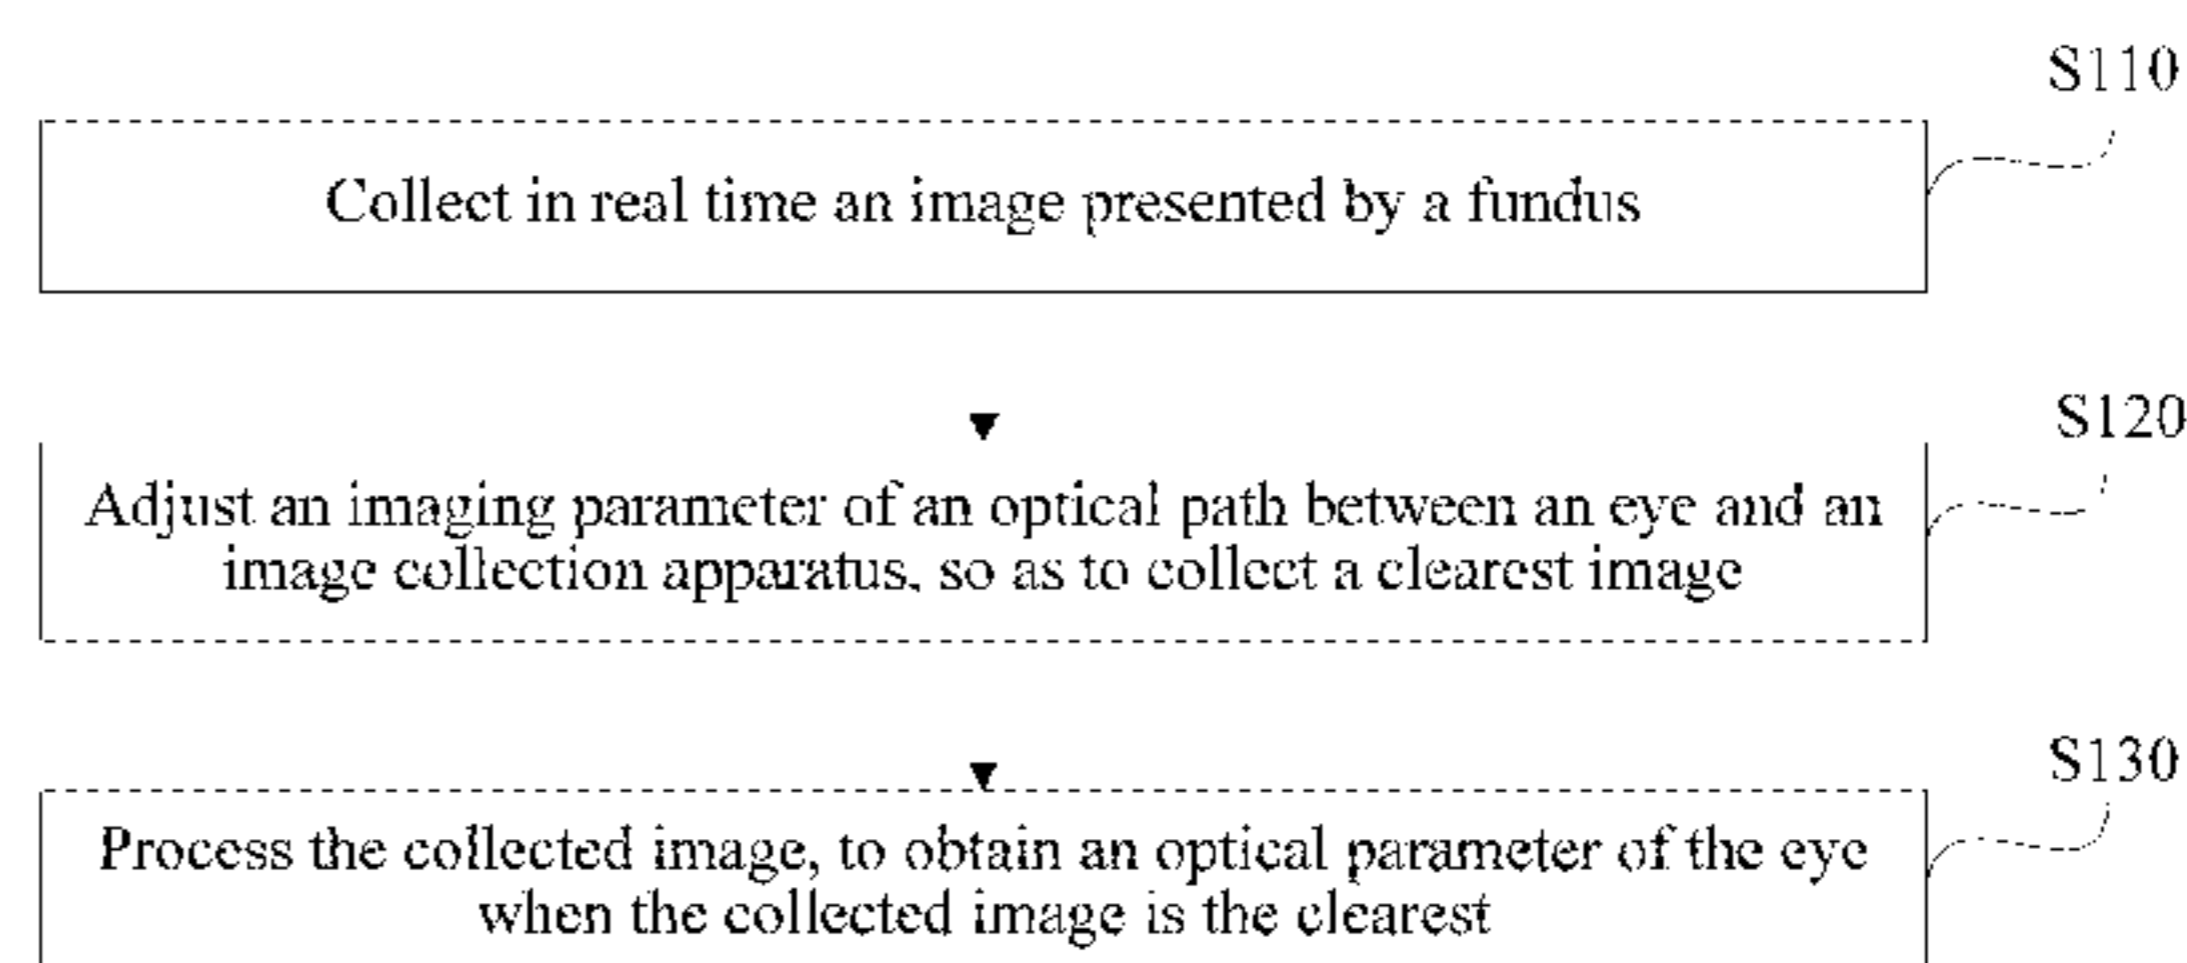 S110
Collect in real time an image presented by a fundus
S120
Adjust an imaging parameter of an optical path between an eye and an
image collection apparatus, so as to collect a clearest image
S130
Process the collected image, to obtain an optical parameter of the eye
when the collected image is the clearest